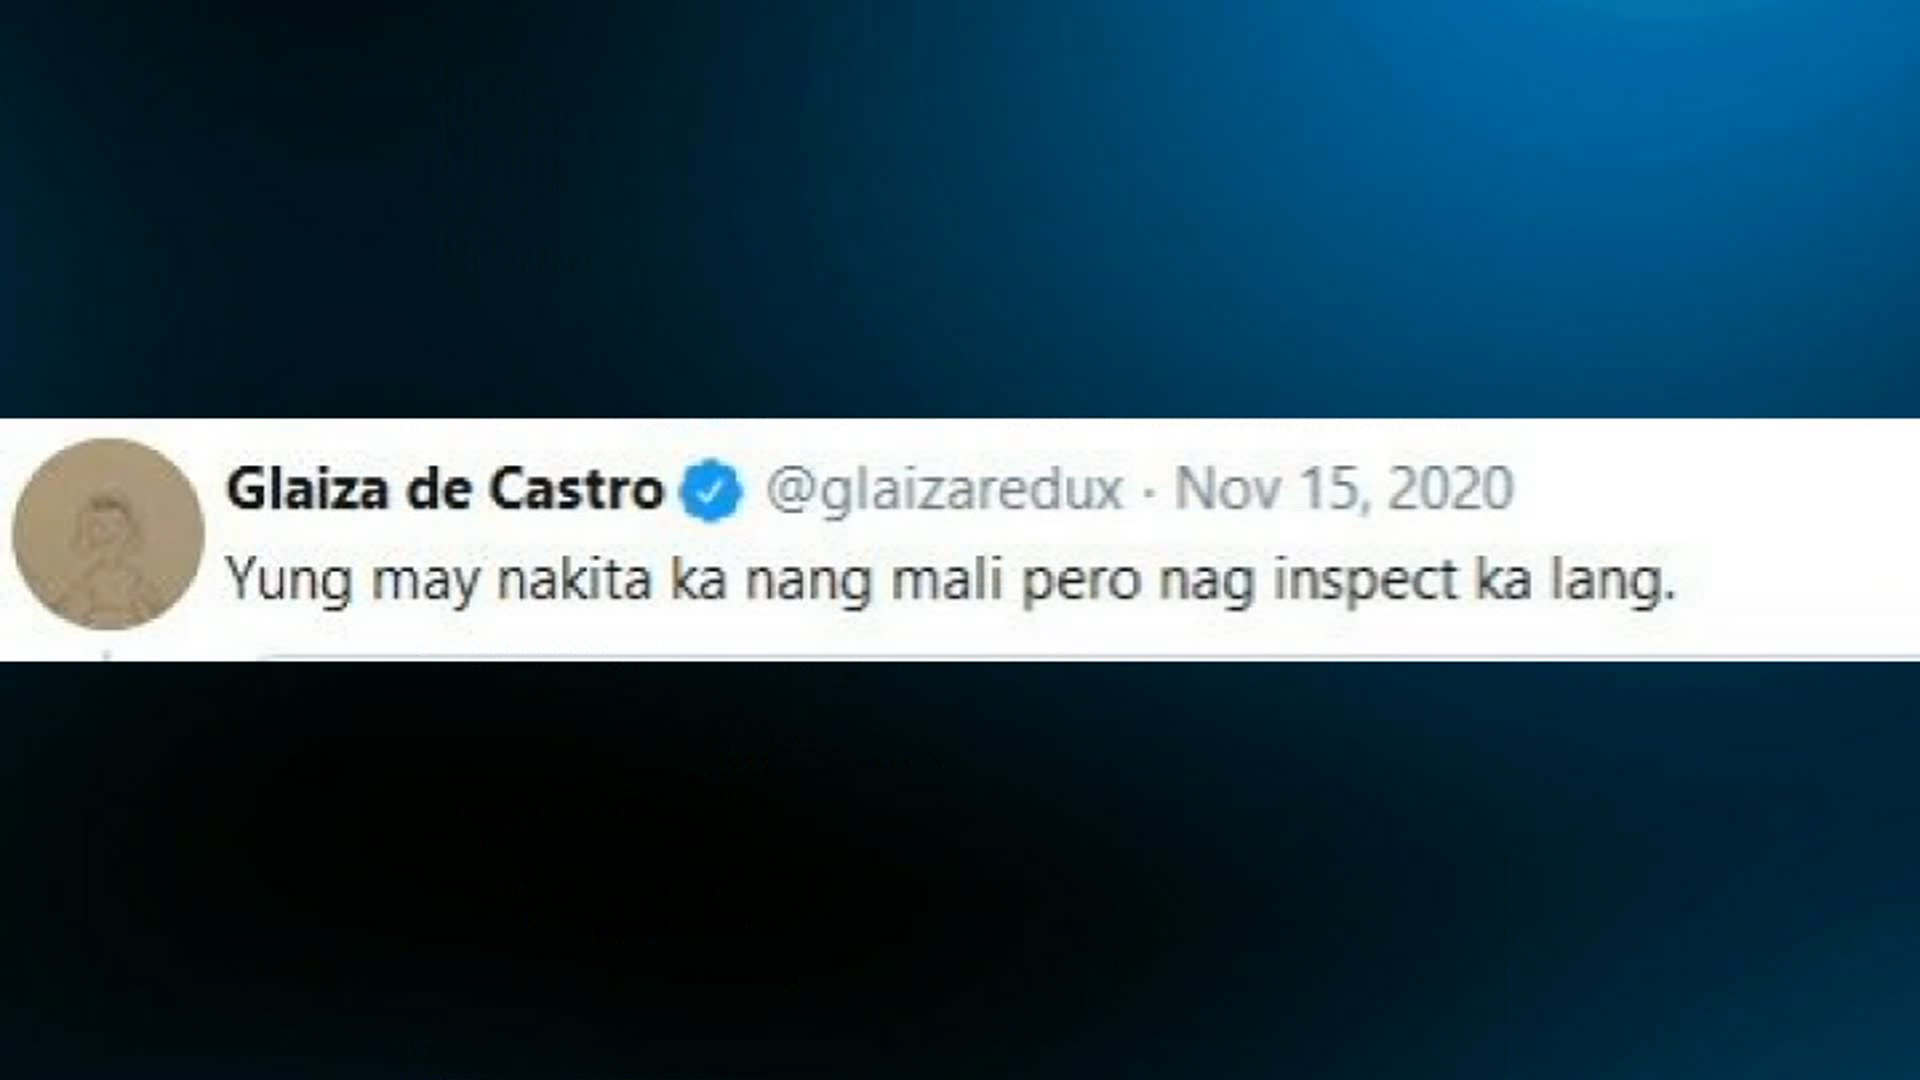 Glaiza de Castro @glaizaredux · Nov 15, 2020
Yung may nakita ka nang mali pero nag inspect ka lang.